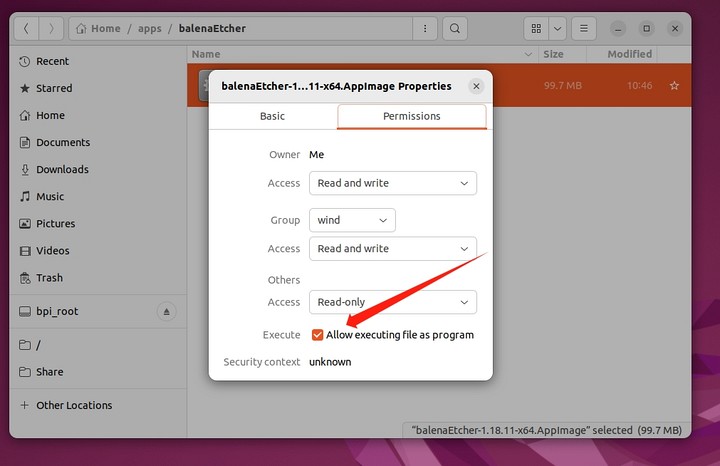 Home / apps / balenaEtcher
Name Size Modified
99.7 MB 10:46
Recent
Starred
Home
Documents
Downloads
Music
Pictures
Videos
Trash
bpi_root
/
Share
Other Locations
balenaEtcher-1…11-x64.AppImage Properties
Basic Permissions
Owner Me
Access Read and write
Group wind
Access Read and write
Others
Access Read-only
Execute Allow executing file as program
Security context unknown
"balenaEtcher-1.18.11-x64.AppImage" selected (99.7 MB)